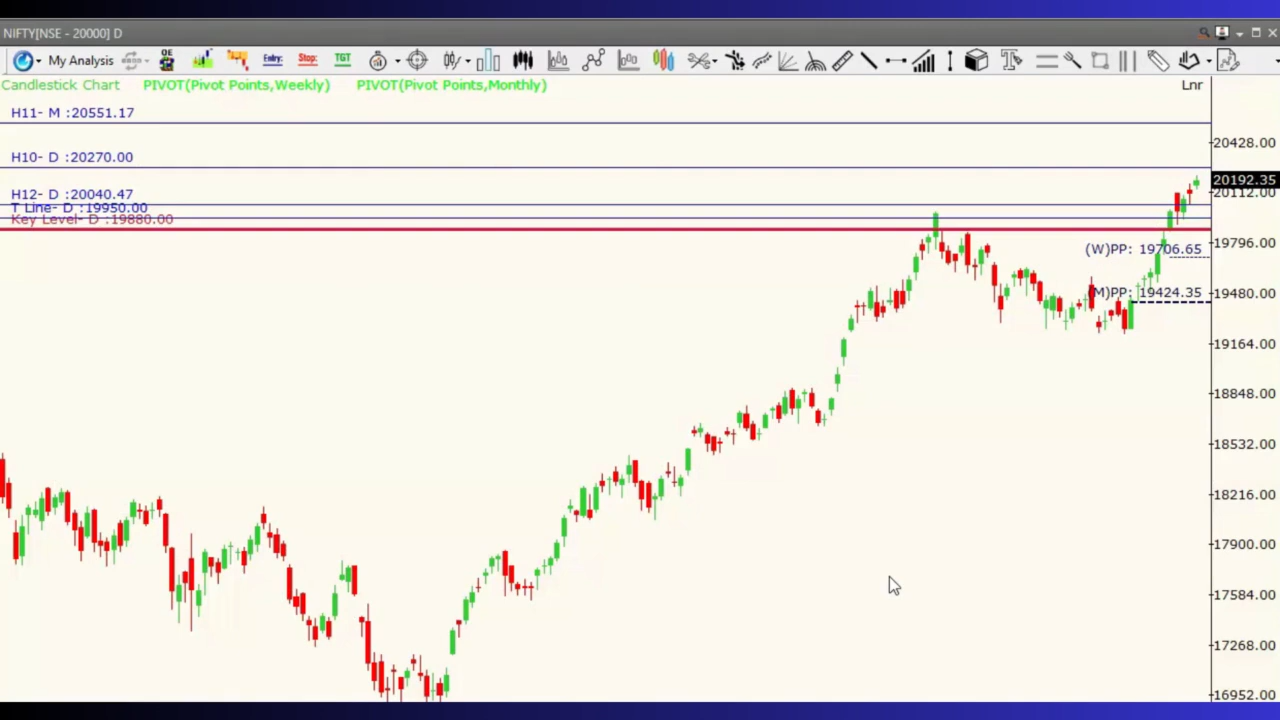 NIFTY[NSE - 20000] D
My Analysis
OE
Entry:
Stop:
TGT
Candlestick Chart
PIVOT(Pivot Points,Weekly)
PIVOT(Pivot Points,Monthly)
Lnr
H11- M :20551.17
H10- D :20270.00
H12- D :20040.47
T Line- D :19950.00
Key Level- D :19880.00
(W)PP: 19706.65
(M)PP: 19424.35
20428.00
20192.35
20112.00
19796.00
19480.00
19164.00
18848.00
18532.00
18216.00
17900.00
17584.00
17268.00
16952.00